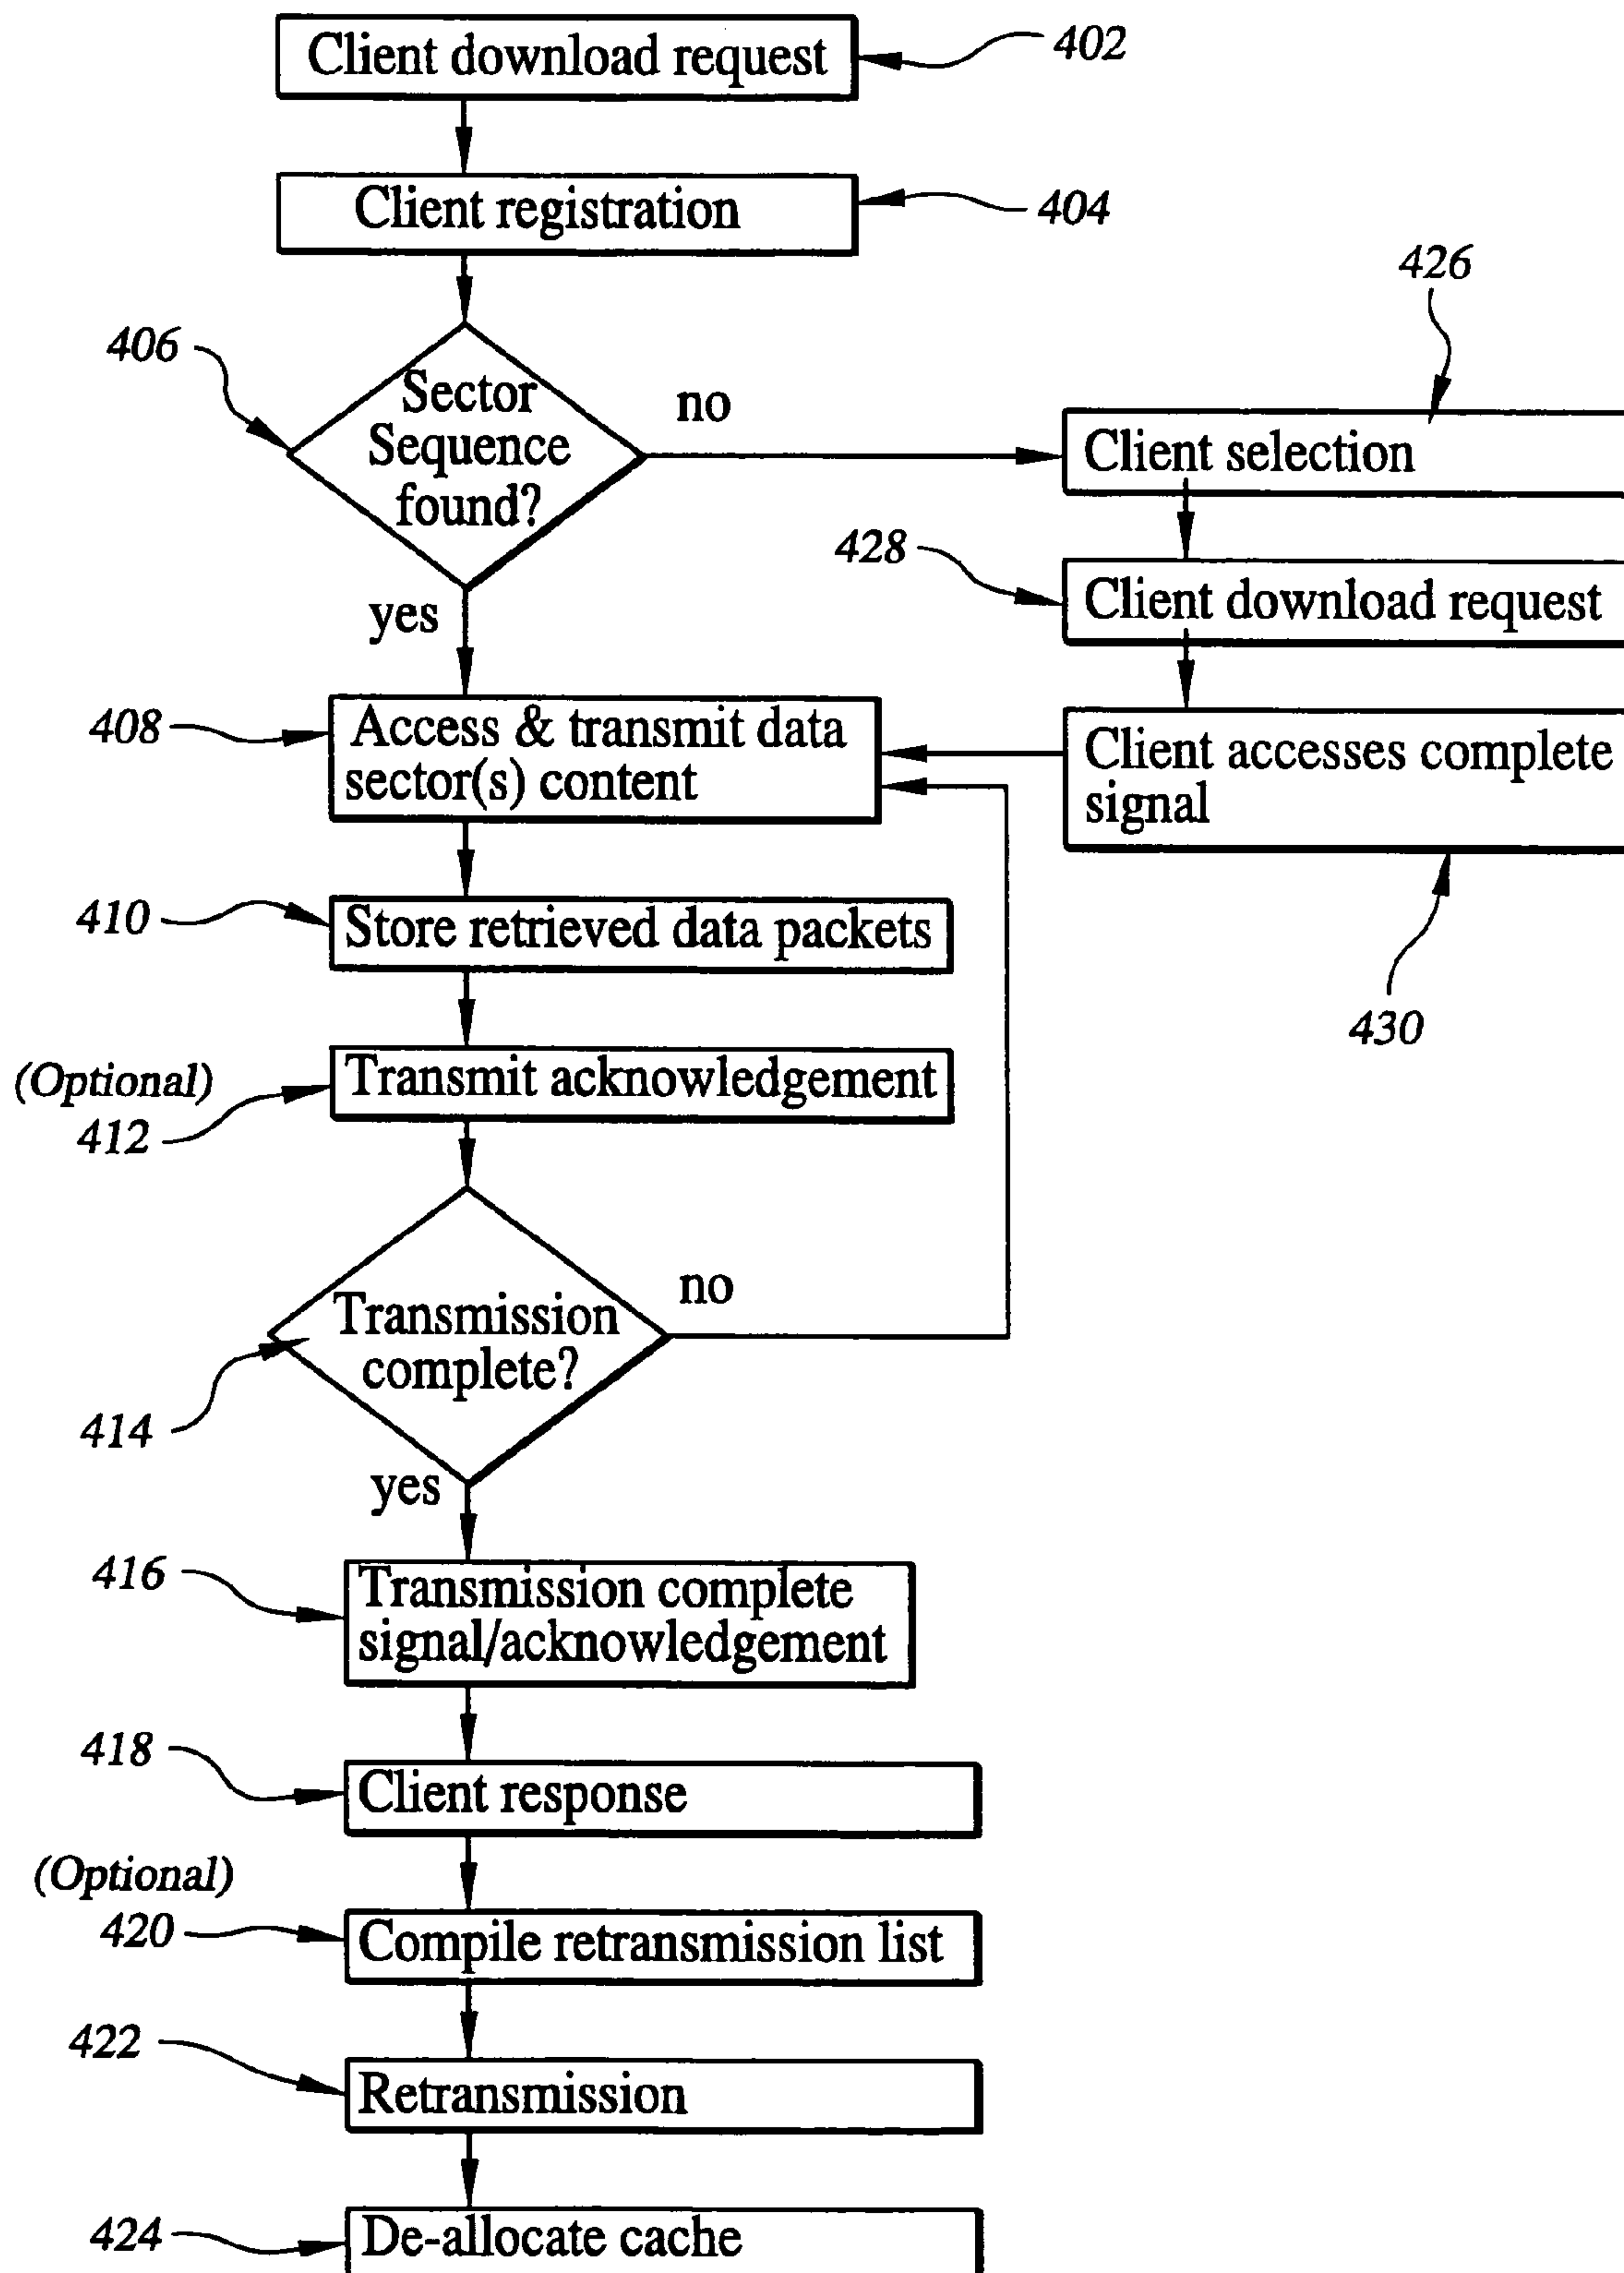 Client download request
402
Client registration
404
426
406
Sector
Sequence
found?
no
Client selection
428
Client download request
yes
408
Access & transmit data
sector(s) content
Client accesses complete
signal
410
Store retrieved data packets
430
(Optional)
412
Transmit acknowledgement
no
Transmission
complete?
414
yes
416
Transmission complete
signal/acknowledgement
418
Client response
(Optional)
420
Compile retransmission list
422
Retransmission
424
De-allocate cache